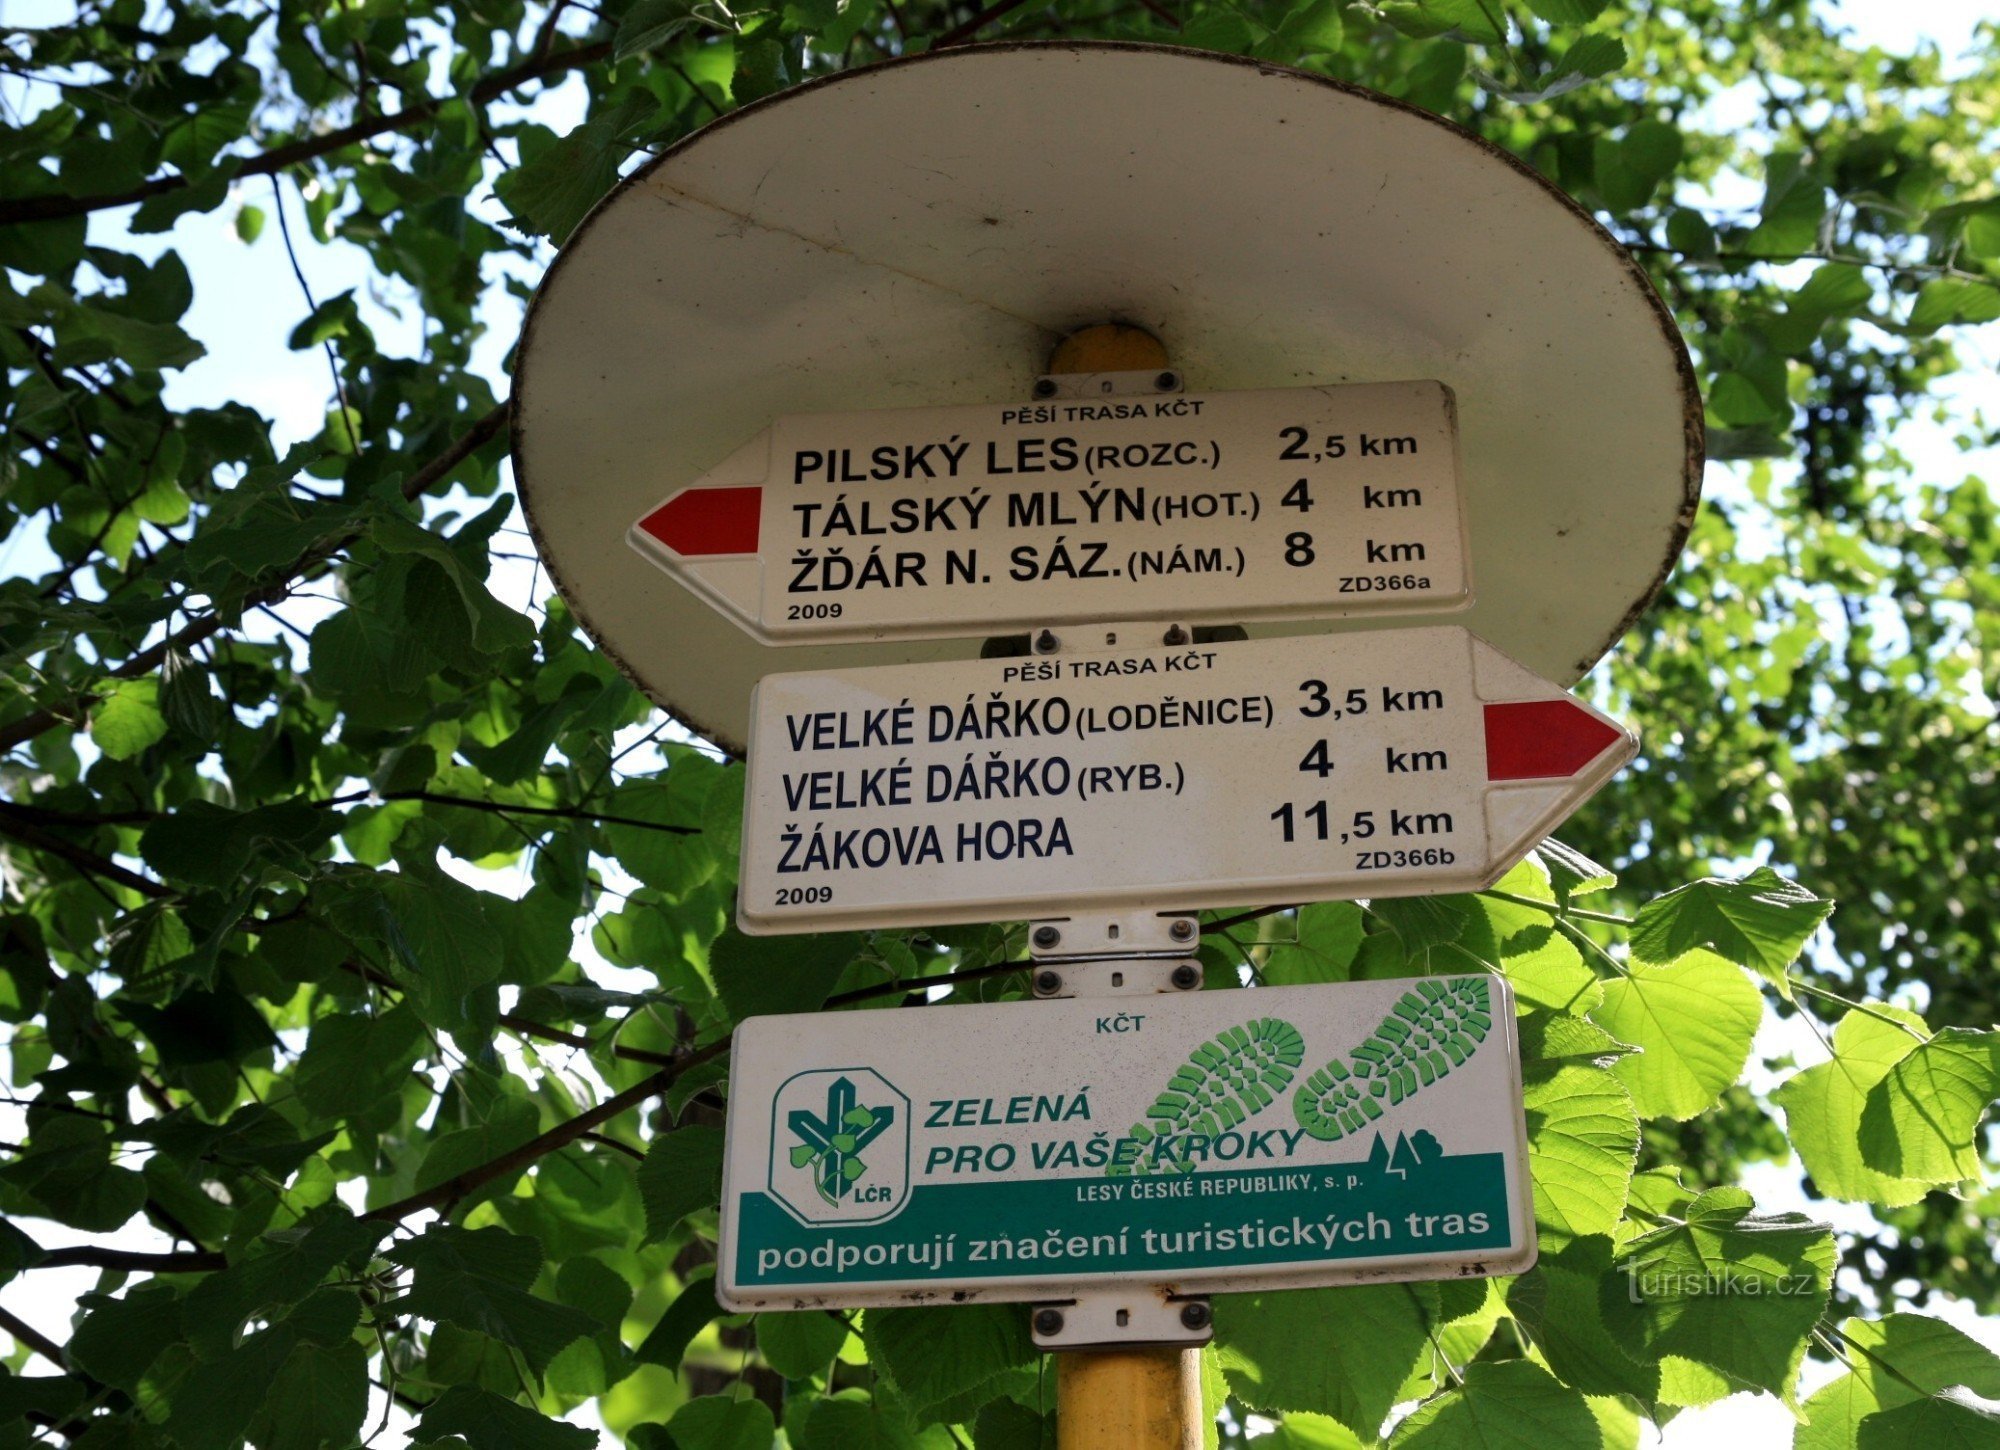 PĚŠÍ TRASA KČT
PILSKÝ LES (ROZC.) 2,5 km
TÁLSKÝ MLÝN (HOT.) 4 km
ŽĎÁR N. SÁZ. (NÁM.) 8 km
2009 ZD366a
PĚŠÍ TRASA KČT
VELKÉ DÁŘKO (LODĚNICE) 3,5 km
VELKÉ DÁŘKO (RYB.) 4 km
ŽÁKOVA HORA 11,5 km
2009 ZD366b
KČT
ZELENÁ
PRO VAŠE KROKY
LČR
LESY ČESKÉ REPUBLIKY, s. p.
podporují značení turistických tras
Turistika.cz